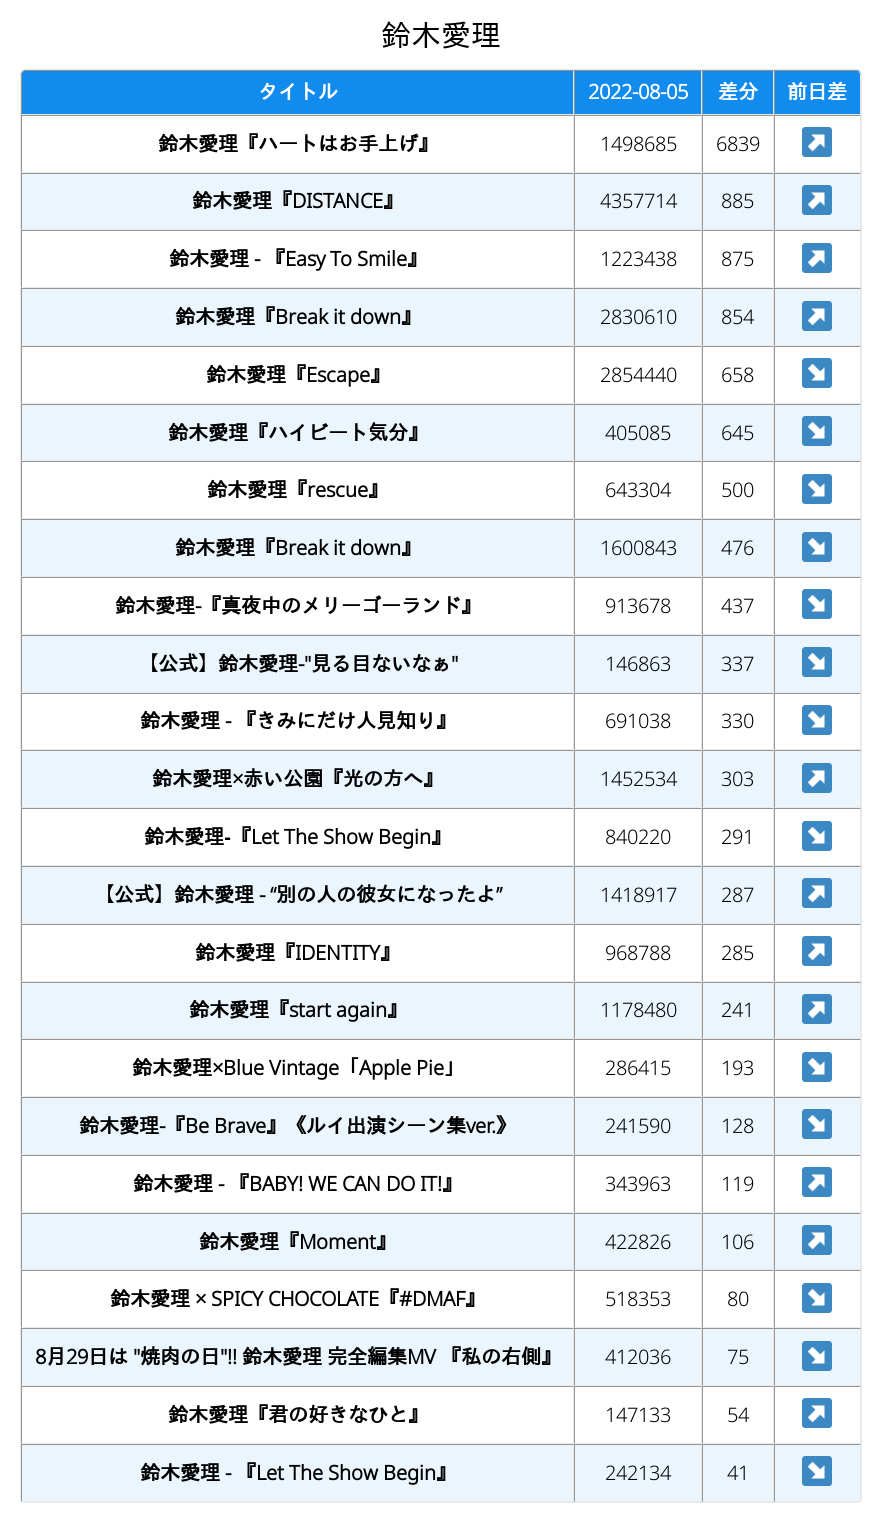 鈴木愛理
タイトル 2022-08-05 差分 前日差
鈴木愛理『ハートはお手上げ』 1498685 6839 ↗
鈴木愛理『DISTANCE』 4357714 885 ↗
鈴木愛理 - 『Easy To Smile』 1223438 875 ↗
鈴木愛理『Break it down』 2830610 854 ↗
鈴木愛理『Escape』 2854440 658 ↘
鈴木愛理『ハイビート気分』 405085 645 ↘
鈴木愛理『rescue』 643304 500 ↘
鈴木愛理『Break it down』 1600843 476 ↘
鈴木愛理-『真夜中のメリーゴーランド』 913678 437 ↘
【公式】鈴木愛理-"見る目ないなぁ" 146863 337 ↘
鈴木愛理 - 『きみにだけ人見知り』 691038 330 ↘
鈴木愛理×赤い公園『光の方へ』 1452534 303 ↗
鈴木愛理-『Let The Show Begin』 840220 291 ↘
【公式】鈴木愛理 - “別の人の彼女になったよ” 1418917 287 ↗
鈴木愛理『IDENTITY』 968788 285 ↗
鈴木愛理『start again』 1178480 241 ↗
鈴木愛理×Blue Vintage「Apple Pie」 286415 193 ↘
鈴木愛理-『Be Brave』《ルイ出演シーン集ver.》 241590 128 ↘
鈴木愛理 - 『BABY! WE CAN DO IT!』 343963 119 ↗
鈴木愛理『Moment』 422826 106 ↗
鈴木愛理 × SPICY CHOCOLATE『#DMAF』 518353 80 ↘
8月29日は "焼肉の日"!! 鈴木愛理 完全編集MV 『私の右側』 412036 75 ↘
鈴木愛理『君の好きなひと』 147133 54 ↗
鈴木愛理 - 『Let The Show Begin』 242134 41 ↘